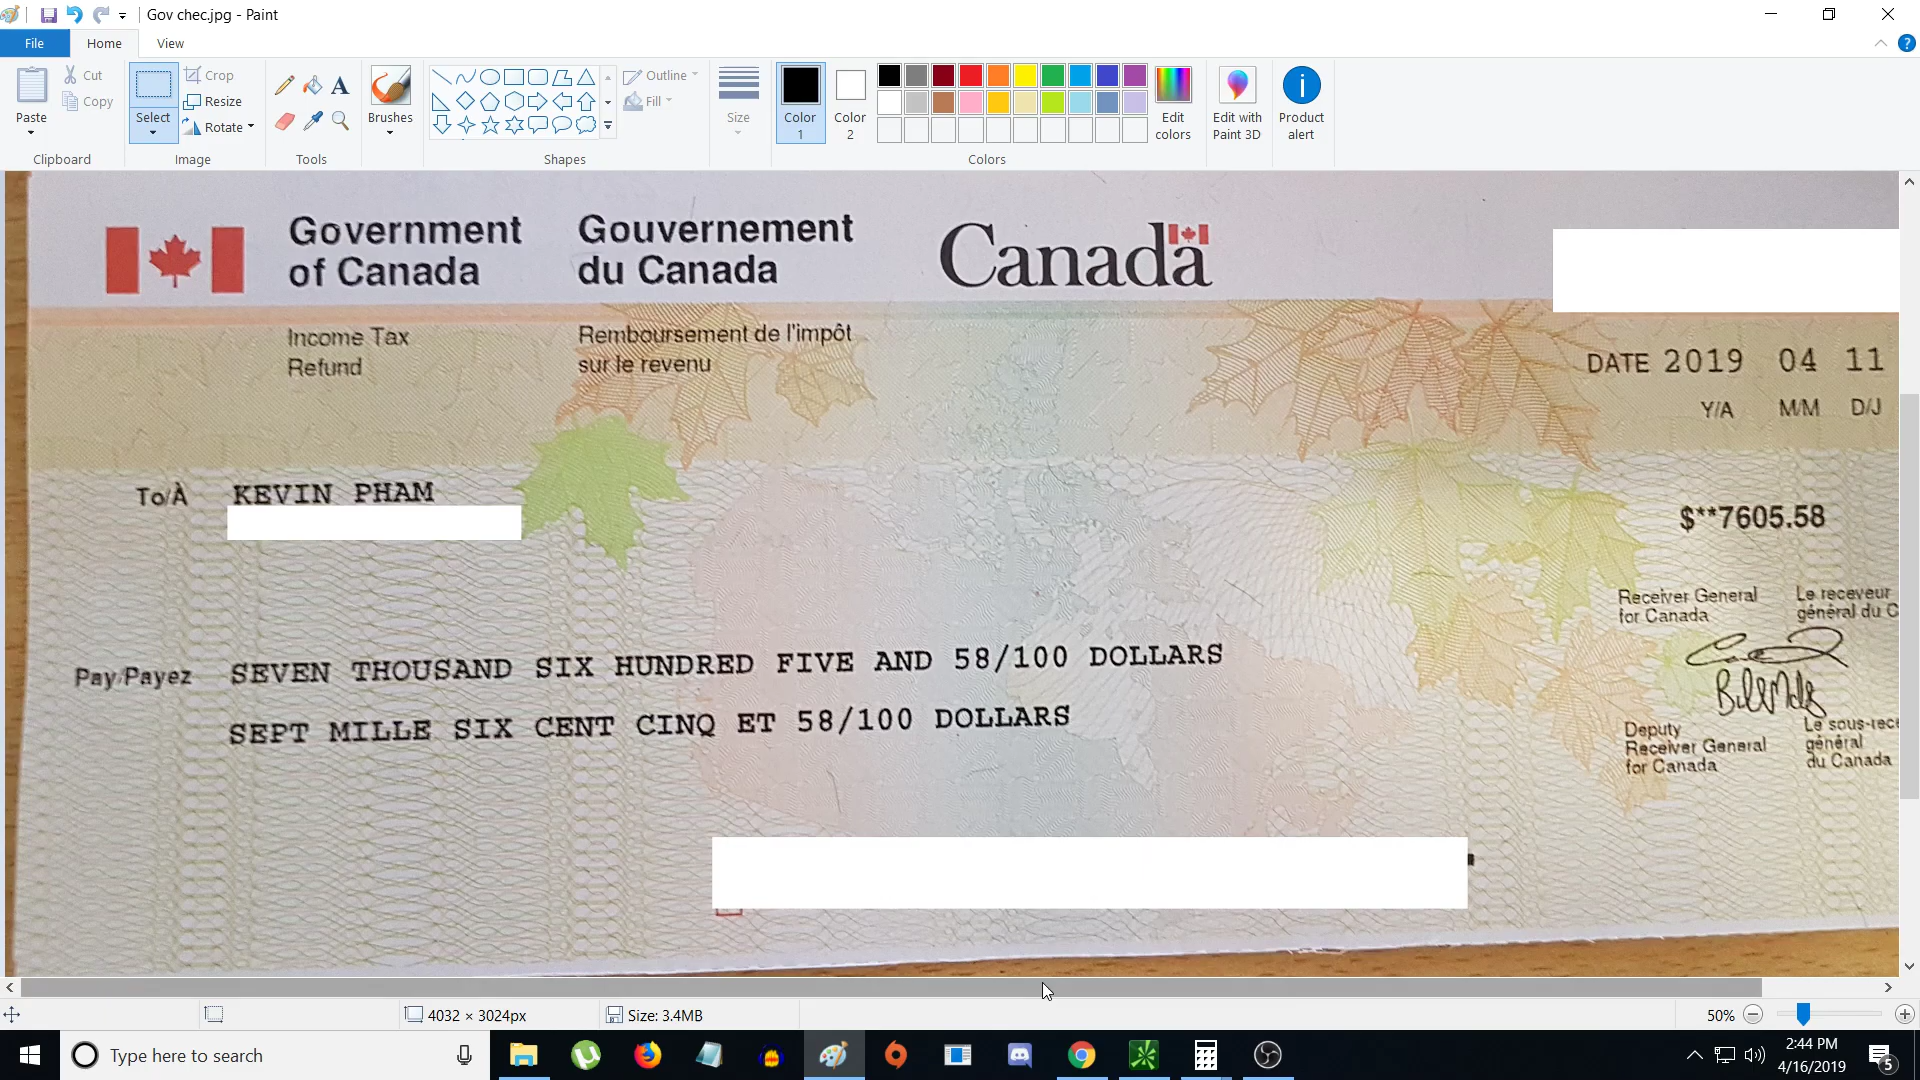 Gov chec.jpg - Paint
File Home View
Paste
Cut
Copy
Clipboard
Select
Crop
Resize
Rotate
Image
Tools
Brushes
Shapes
Outline
Fill
Size
Color 1
Color 2
Colors
Edit colors
Edit with Paint 3D
Product alert
Government of Canada
Gouvernement du Canada
Canada
Income Tax Refund
Remboursement de l'impôt sur le revenu
DATE 2019 04 11
Y/A M/M D/J
To/À KEVIN PHAM
$**7605.58
Receiver General for Canada
Le receveur général du C
Pay/Payez SEVEN THOUSAND SIX HUNDRED FIVE AND 58/100 DOLLARS
SEPT MILLE SIX CENT CINQ ET 58/100 DOLLARS
Deputy Receiver General for Canada
Le sous-rece général du Canada
4032 × 3024px
Size: 3.4MB
50%
Type here to search
2:44 PM
4/16/2019
5